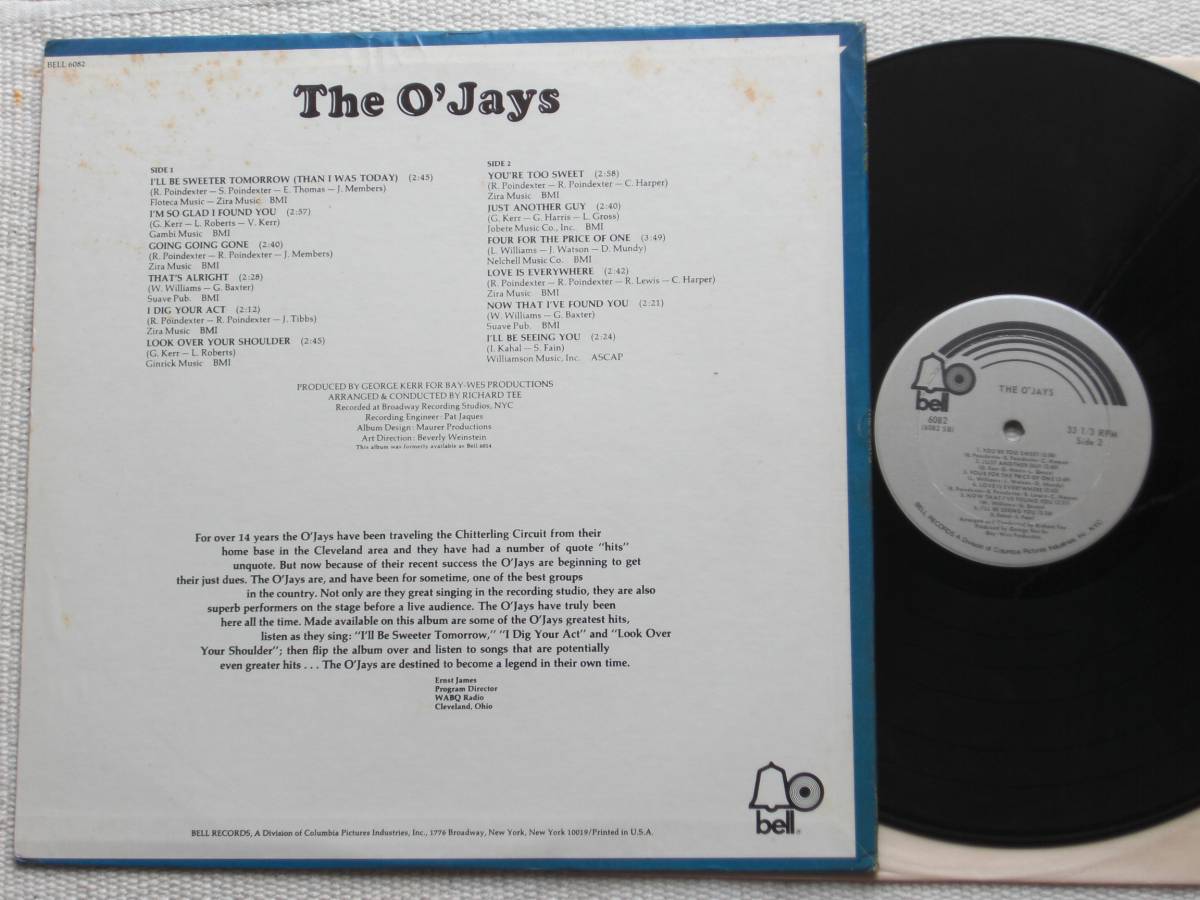 BELL 6082
The O'Jays
SIDE 1
I'LL BE SWEETER TOMORROW (THAN I WAS TODAY) (2:45)
(R. Poindexter — S. Poindexter — E. Thomas — J. Members)
Floteca Music — Zira Music BMI
I'M SO GLAD I FOUND YOU (2:57)
(G. Kerr — L. Roberts — V. Kerr)
Gambi Music BMI
GOING GOING GONE (2:40)
(R. Poindexter — R. Poindexter — J. Members)
Zira Music BMI
THAT'S ALRIGHT (2:28)
(W. Williams — G. Baxter)
Suave Pub. BMI
I DIG YOUR ACT (2:12)
(R. Poindexter — R. Poindexter — J. Tibbs)
Zira Music BMI
LOOK OVER YOUR SHOULDER (2:45)
(G. Kerr — L. Roberts)
Ginrick Music BMI
SIDE 2
YOU'RE TOO SWEET (2:58)
(R. Poindexter — R. Poindexter — C. Harper)
Zira Music BMI
JUST ANOTHER GUY (2:40)
(G. Kerr — G. Harris — L. Gross)
Jobete Music Co., Inc. BMI
FOUR FOR THE PRICE OF ONE (3:49)
(L. Williams — J. Watson — D. Mundy)
Nelchell Music Co. BMI
LOVE IS EVERYWHERE (2:42)
(R. Poindexter — R. Poindexter — R. Lewis — C. Harper)
Zira Music BMI
NOW THAT I'VE FOUND YOU (2:21)
(W. Williams — G. Baxter)
Suave Pub. BMI
I'LL BE SEEING YOU (2:24)
(I. Kahal — S. Fain)
Williamson Music, Inc. ASCAP
PRODUCED BY GEORGE KERR FOR BAY-WES PRODUCTIONS
ARRANGED & CONDUCTED BY RICHARD TEE
Recorded at Broadway Recording Studios, NYC
Recording Engineer: Pat Jaques
Album Design: Maurer Productions
Art Direction: Beverly Weinstein
This album was formerly available as Bell 6014
For over 14 years the O'Jays have been traveling the Chitterling Circuit from their
home base in the Cleveland area and they have had a number of quote "hits"
unquote. But now because of their recent success the O'Jays are beginning to get
their just dues. The O'Jays are, and have been for sometime, one of the best groups
in the country. Not only are they great singing in the recording studio, they are also
superb performers on the stage before a live audience. The O'Jays have truly been
here all the time. Made available on this album are some of the O'Jays greatest hits,
listen as they sing: "I'll Be Sweeter Tomorrow," "I Dig Your Act" and "Look Over
Your Shoulder"; then flip the album over and listen to songs that are potentially
even greater hits . . . The O'Jays are destined to become a legend in their own time.
Ernst James
Program Director
WABQ Radio
Cleveland, Ohio
bell
BELL RECORDS, A Division of Columbia Pictures Industries, Inc., 1776 Broadway, New York, New York 10019/Printed in U.S.A.
bell
THE O'JAYS
6082
(6082 SB)
33 1/3 RPM
Side 2
BELL RECORDS, A Division of Columbia Pictures Industries, Inc. NYC